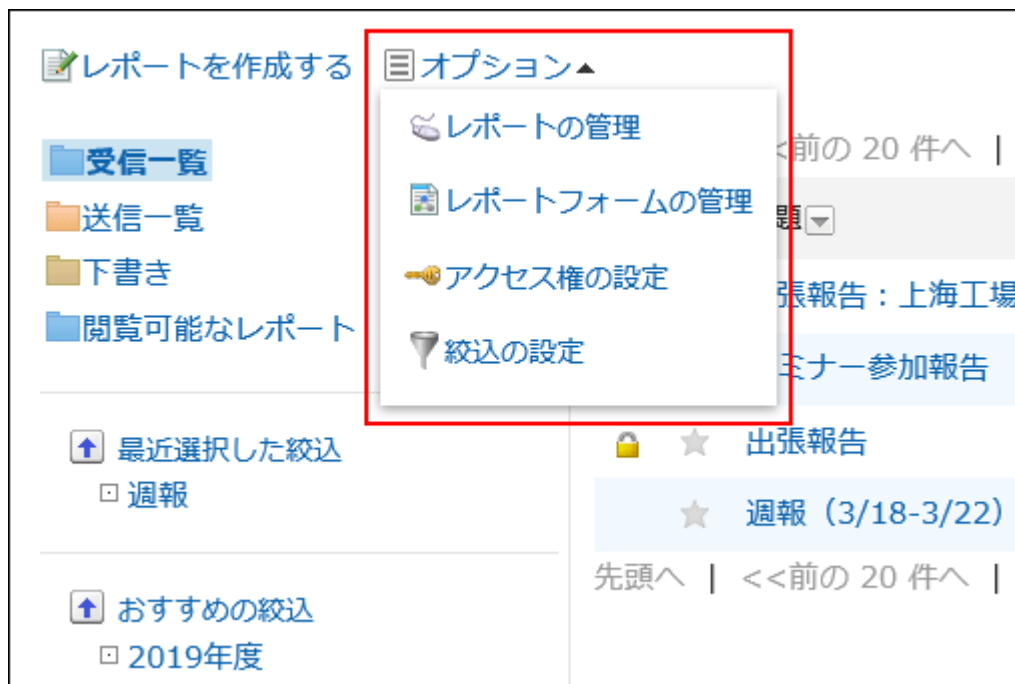 レポートを作成する
オプション▲
レポートの管理
レポートフォームの管理
アクセス権の設定
絞込の設定
受信一覧
送信一覧
下書き
閲覧可能なレポート
最近選択した絞込
週報
おすすめの絞込
2019年度
<<前の 20 件へ |
題
張報告：上海工場
ミナー参加報告
出張報告
週報（3/18-3/22）
先頭へ | <<前の 20 件へ |